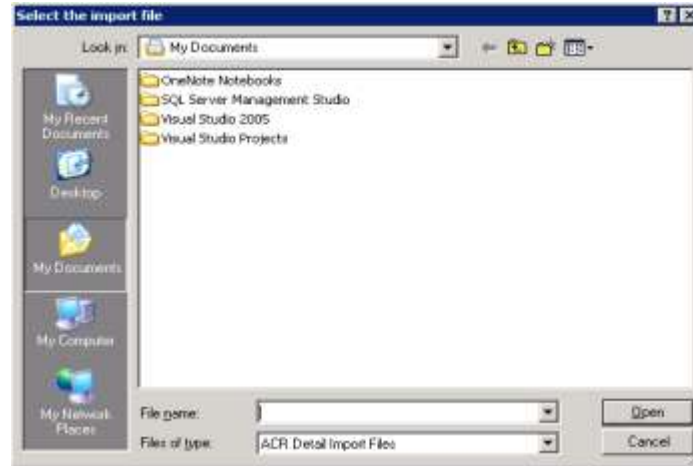 Select the import file
Look in:
My Documents
OneNote Notebooks
SQL Server Management Studio
Visual Studio 2005
Visual Studio Projects
My Recent
Documents
Desktop
My Documents
My Computer
My Network
Places
File name:
Open
Files of type:
ACR Detail Import Files
Cancel